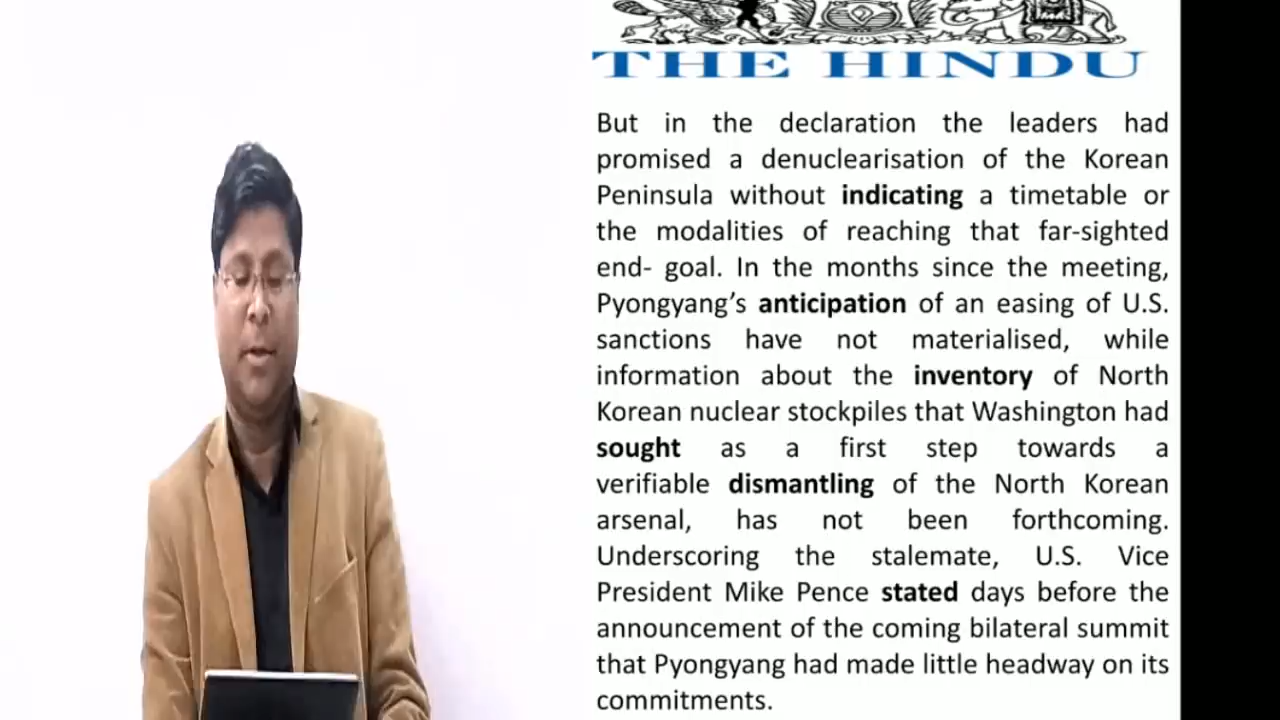 THE HINDU
But in the declaration the leaders had
promised a denuclearisation of the Korean
Peninsula without indicating a timetable or
the modalities of reaching that far-sighted
end- goal. In the months since the meeting,
Pyongyang’s anticipation of an easing of U.S.
sanctions have not materialised, while
information about the inventory of North
Korean nuclear stockpiles that Washington had
sought as a first step towards a
verifiable dismantling of the North Korean
arsenal, has not been forthcoming.
Underscoring the stalemate, U.S. Vice
President Mike Pence stated days before the
announcement of the coming bilateral summit
that Pyongyang had made little headway on its
commitments.